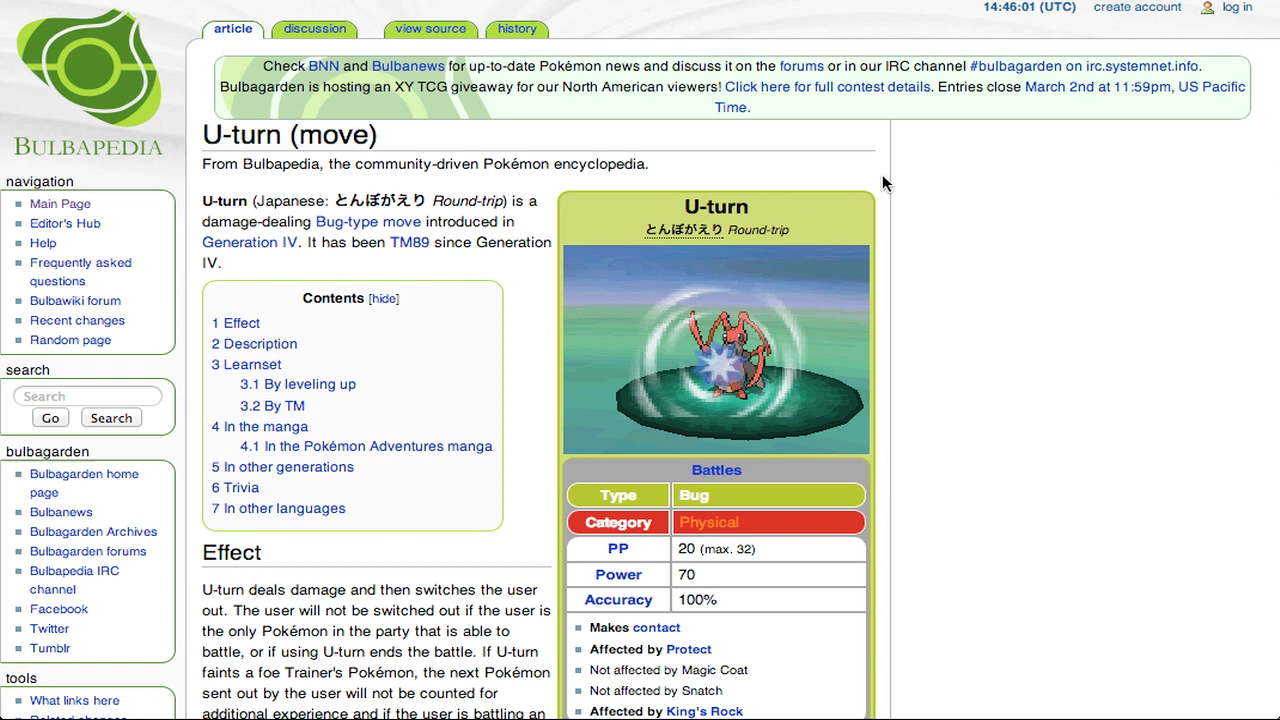 14:46:01 (UTC) create account log in
article discussion view source history
Check BNN and Bulbanews for up-to-date Pokémon news and discuss it on the forums or in our IRC channel #bulbagarden on irc.systemnet.info.
Bulbagarden is hosting an XY TCG giveaway for our North American viewers! Click here for full contest details. Entries close March 2nd at 11:59pm, US Pacific
Time.
BULBAPEDIA
navigation
Main Page
Editor's Hub
Help
Frequently asked
questions
Bulbawiki forum
Recent changes
Random page
search
Search
Go Search
bulbagarden
Bulbagarden home
page
Bulbanews
Bulbagarden Archives
Bulbagarden forums
Bulbapedia IRC
channel
Facebook
Twitter
Tumblr
tools
What links here
Related changes
U-turn (move)
From Bulbapedia, the community-driven Pokémon encyclopedia.
U-turn (Japanese: とんぼがえり Round-trip) is a
damage-dealing Bug-type move introduced in
Generation IV. It has been TM89 since Generation
IV.
Contents [hide]
1 Effect
2 Description
3 Learnset
3.1 By leveling up
3.2 By TM
4 In the manga
4.1 In the Pokémon Adventures manga
5 In other generations
6 Trivia
7 In other languages
Effect
U-turn deals damage and then switches the user
out. The user will not be switched out if the user is
the only Pokémon in the party that is able to
battle, or if using U-turn ends the battle. If U-turn
faints a foe Trainer's Pokémon, the next Pokémon
sent out by the user will not be counted for
additional experience and if the user is battling an
U-turn
とんぼがえり Round-trip
Battles
Type Bug
Category Physical
PP 20 (max. 32)
Power 70
Accuracy 100%
Makes contact
Affected by Protect
Not affected by Magic Coat
Not affected by Snatch
Affected by King's Rock